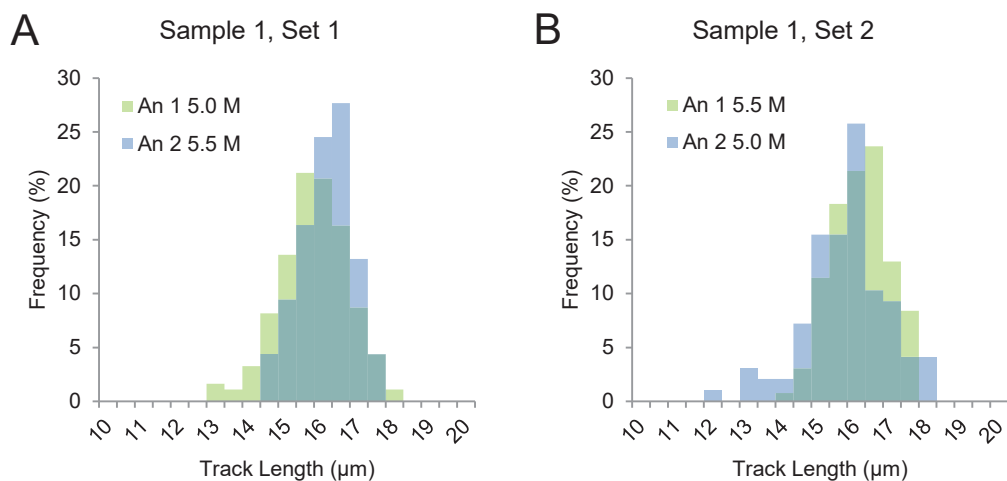 A
Sample 1, Set 1
30
25
20
15
10
5
0
Frequency (%)
An 1 5.0 M
An 2 5.5 M
10 11 12 13 14 15 16 17 18 19 20
Track Length (µm)
B
Sample 1, Set 2
30
25
20
15
10
5
0
Frequency (%)
An 1 5.5 M
An 2 5.0 M
10 11 12 13 14 15 16 17 18 19 20
Track Length (µm)